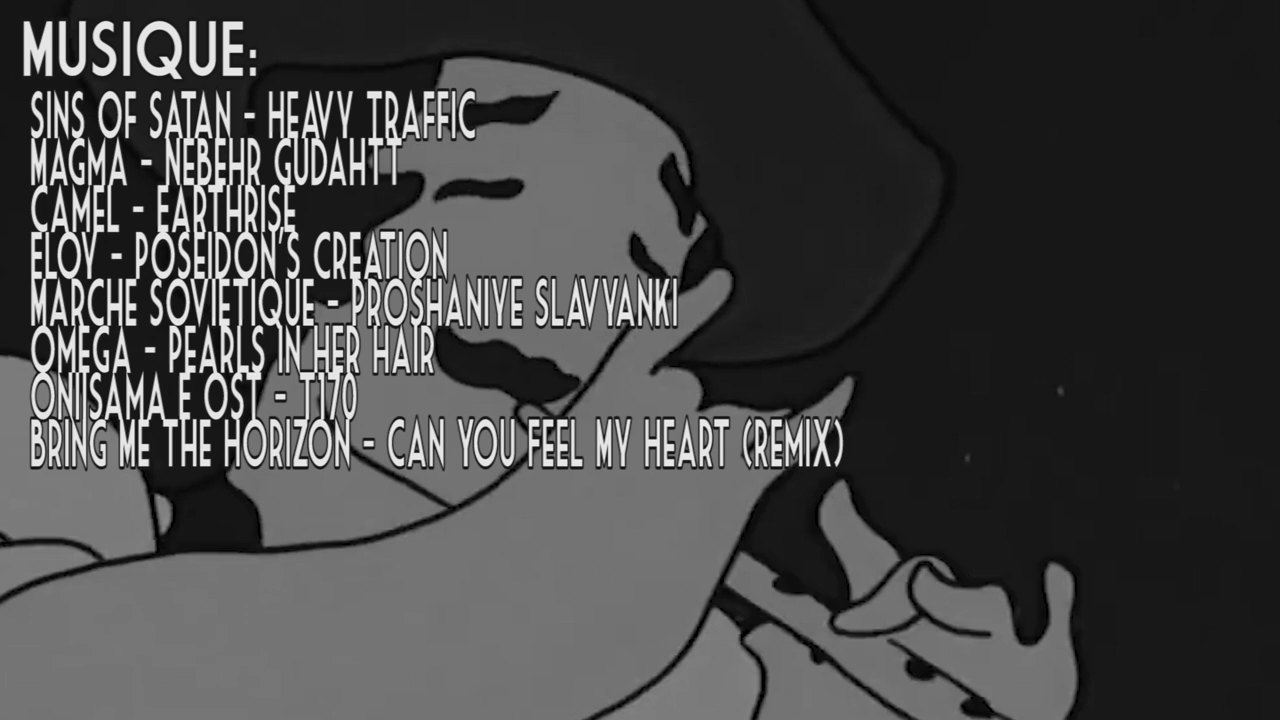 MUSIQUE:
SINS OF SATAN - HEAVY TRAFFIC
MAGMA - NEBEHR GUDAHTT
CAMEL - EARTHRISE
ELOY - POSEIDON'S CREATION
MARCHE SOVIETIQUE - PROSHANIYE SLAVYANKI
OMEGA - PEARLS IN HER HAIR
ONIISAMA E OST - T170
BRING ME THE HORIZON - CAN YOU FEEL MY HEART (REMIX)